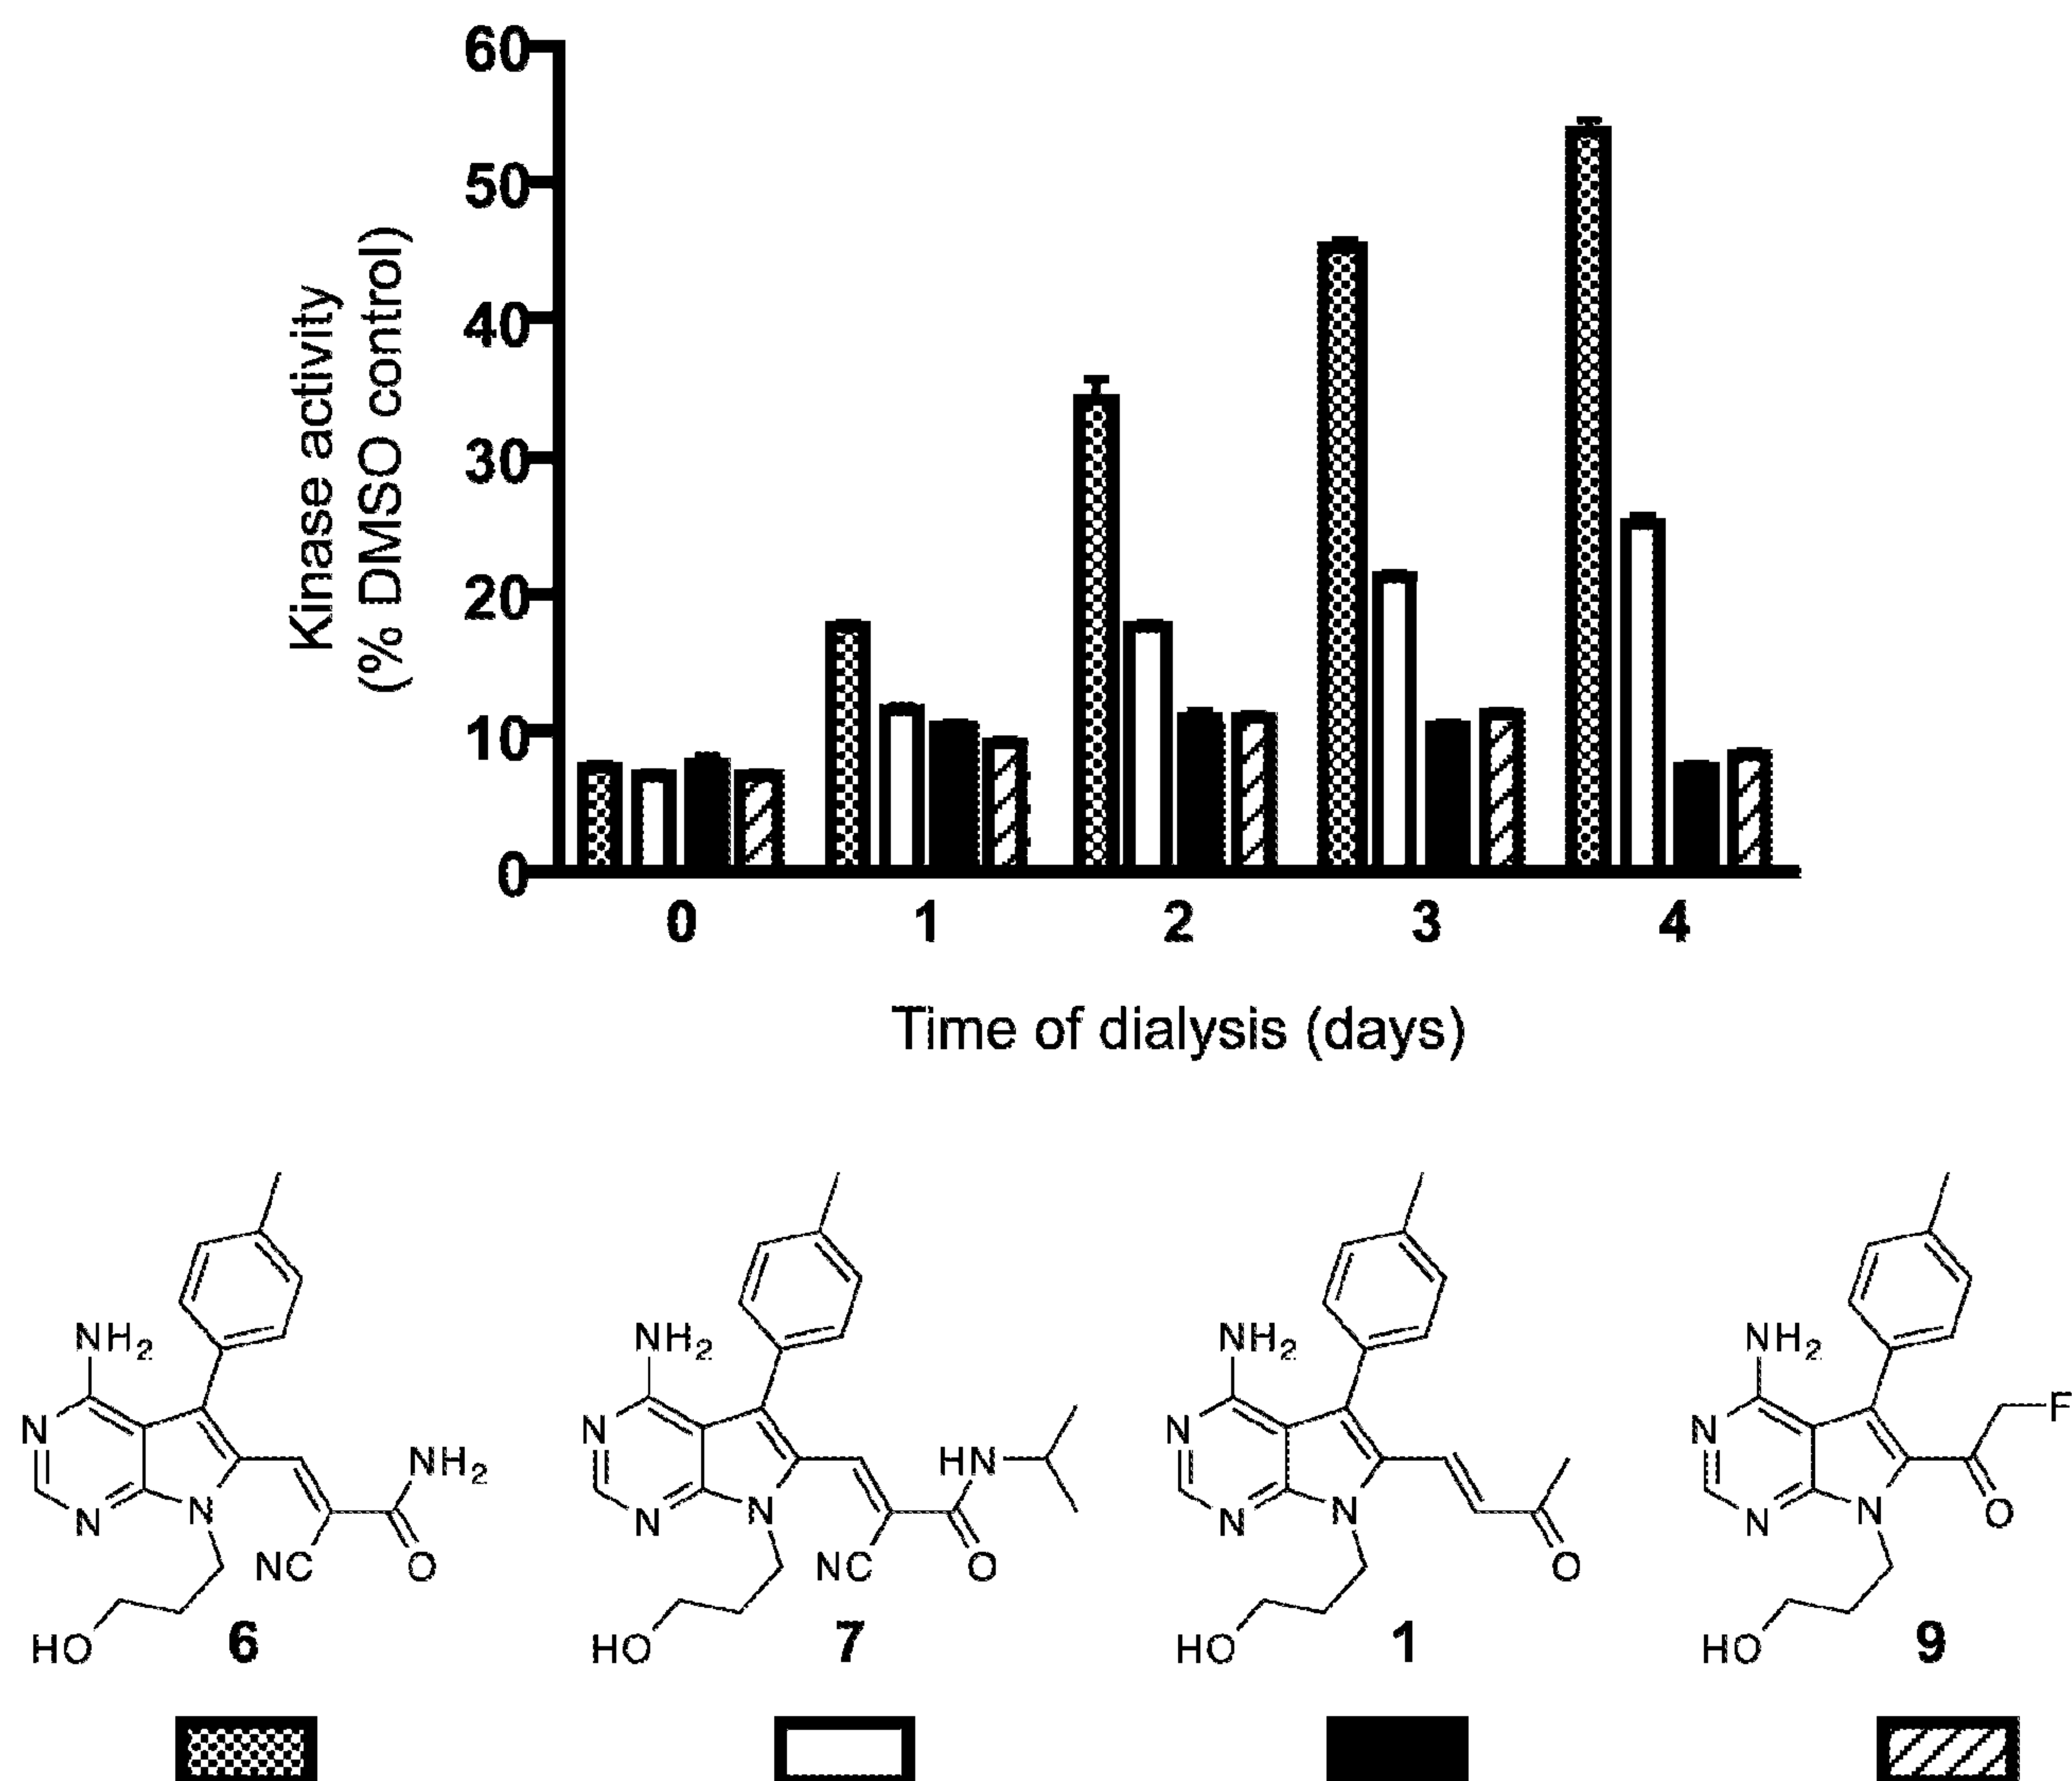 60
50
40
30
20
10
0
Kinase activity
(% DMSO control)
0 1 2 3 4
Time of dialysis (days)
NH2 NH2 NH2 NH2
N NH2 N HN N N F
N N N N N N N N O
NC O NC O O
HO 6 HO 7 HO 1 HO 9